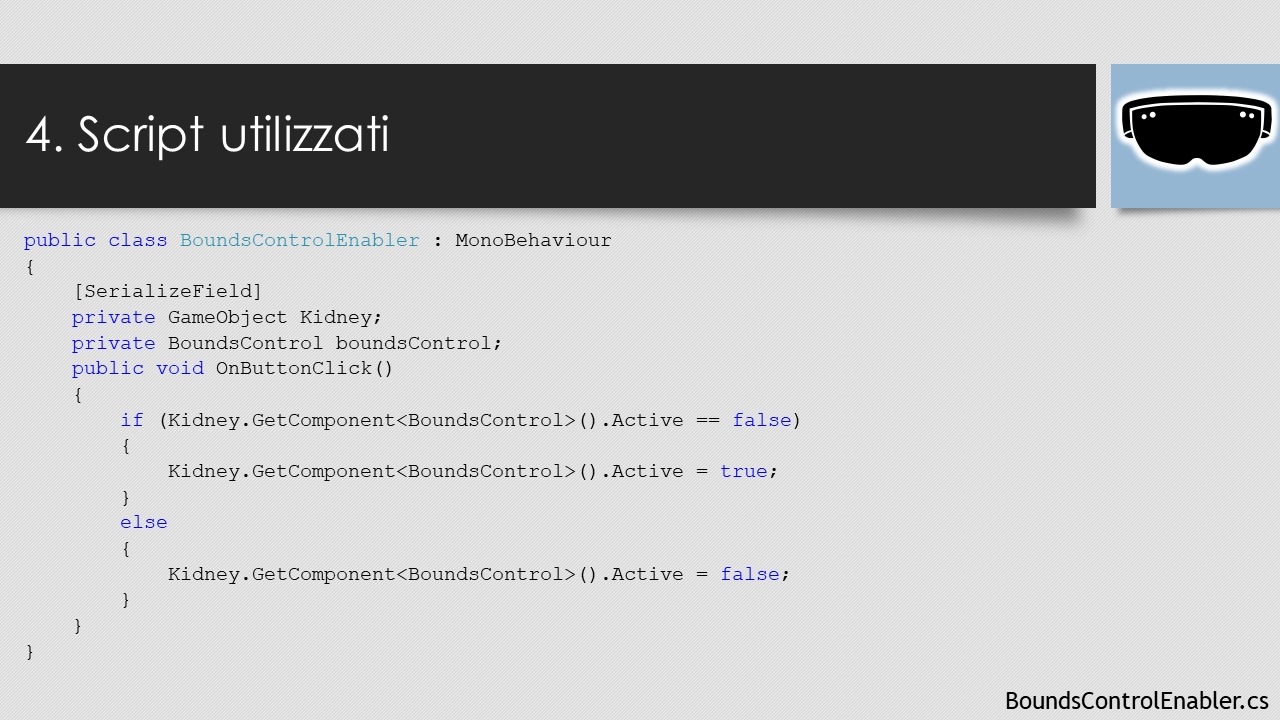 4. Script utilizzati
public class BoundsControlEnabler : MonoBehaviour
{
    [SerializeField]
    private GameObject Kidney;
    private BoundsControl boundsControl;
    public void OnButtonClick()
    {
        if (Kidney.GetComponent<BoundsControl>().Active == false)
        {
            Kidney.GetComponent<BoundsControl>().Active = true;
        }
        else
        {
            Kidney.GetComponent<BoundsControl>().Active = false;
        }
    }
}
BoundsControlEnabler.cs